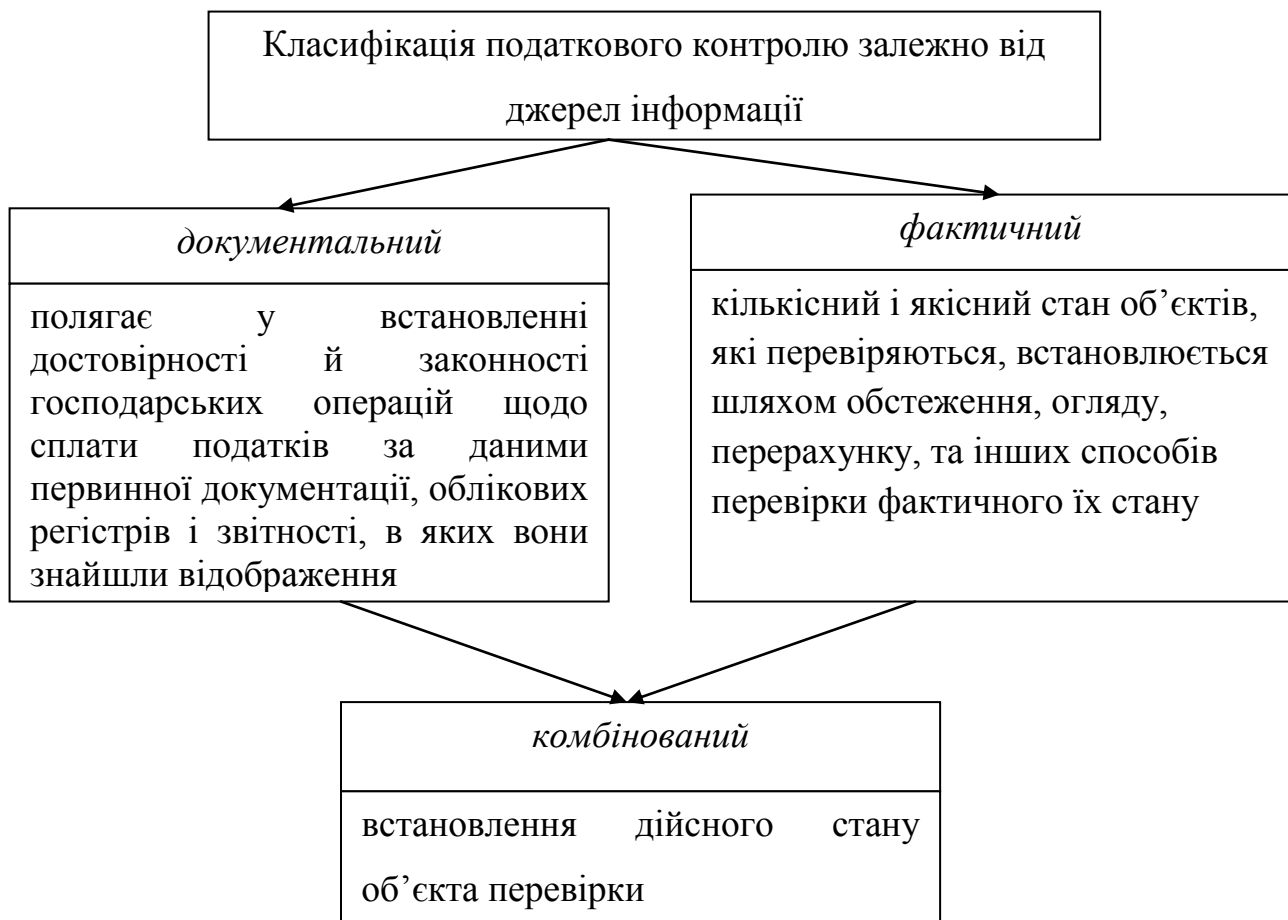 Класифікація податкового контролю залежно від
джерел інформації
документальний
полягає у встановленні
достовірності й законності
господарських операцій щодо
сплати податків за даними
первинної документації, облікових
регістрів і звітності, в яких вони
знайшли відображення
фактичний
кількісний і якісний стан об’єктів,
які перевіряються, встановлюється
шляхом обстеження, огляду,
перерахунку, та інших способів
перевірки фактичного їх стану
комбінований
встановлення дійсного стану
об’єкта перевірки